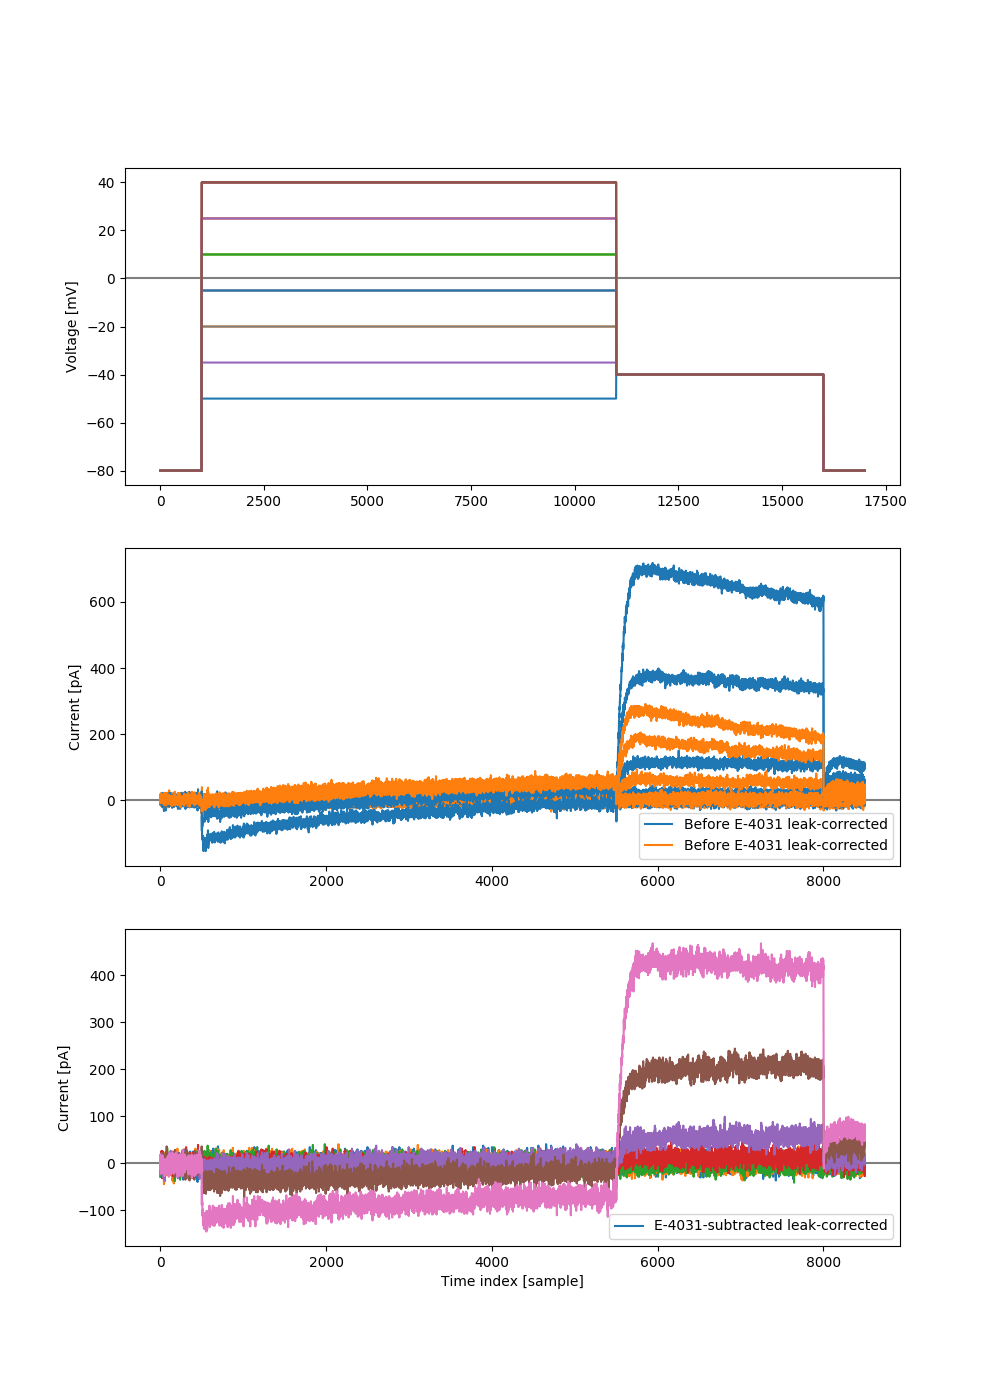 40
20
0
−20
−40
−60
−80
Voltage [mV]
0 2500 5000 7500 10000 12500 15000 17500
600
400
200
0
Current [pA]
Before E-4031 leak-corrected
Before E-4031 leak-corrected
0 2000 4000 6000 8000
400
300
200
100
0
−100
Current [pA]
E-4031-subtracted leak-corrected
0 2000 4000 6000 8000
Time index [sample]